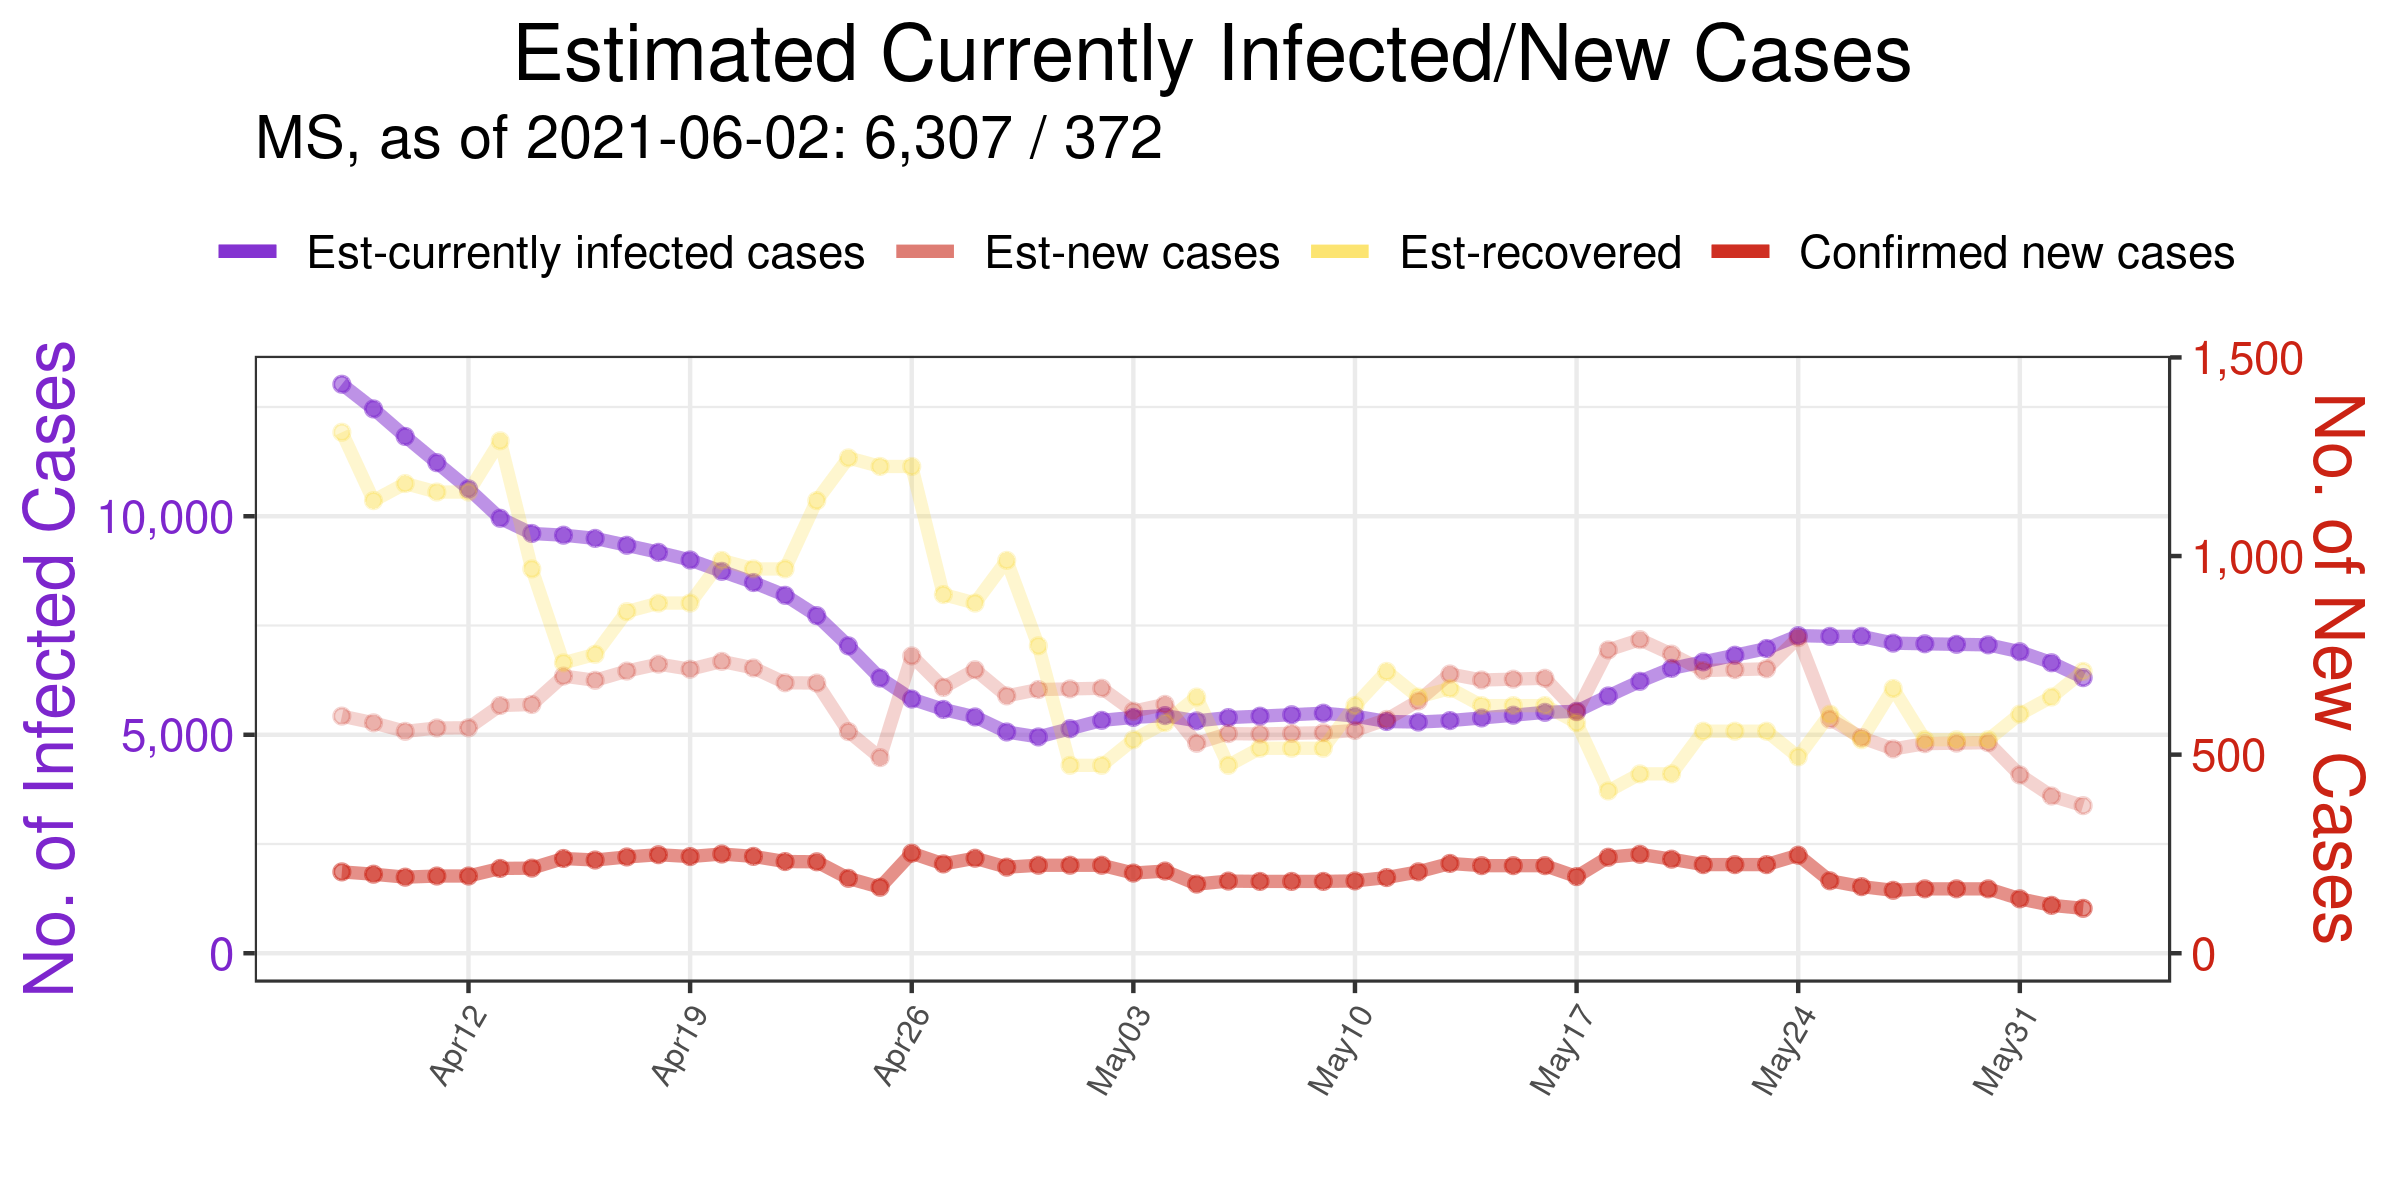 Estimated Currently Infected/New Cases
MS, as of 2021-06-02: 6,307 / 372
Est-currently infected cases Est-new cases Est-recovered Confirmed new cases
No. of Infected Cases
10,000
5,000
0
1,500
1,000
500
0
No. of New Cases
Apr12 Apr19 Apr26 May03 May10 May17 May24 May31